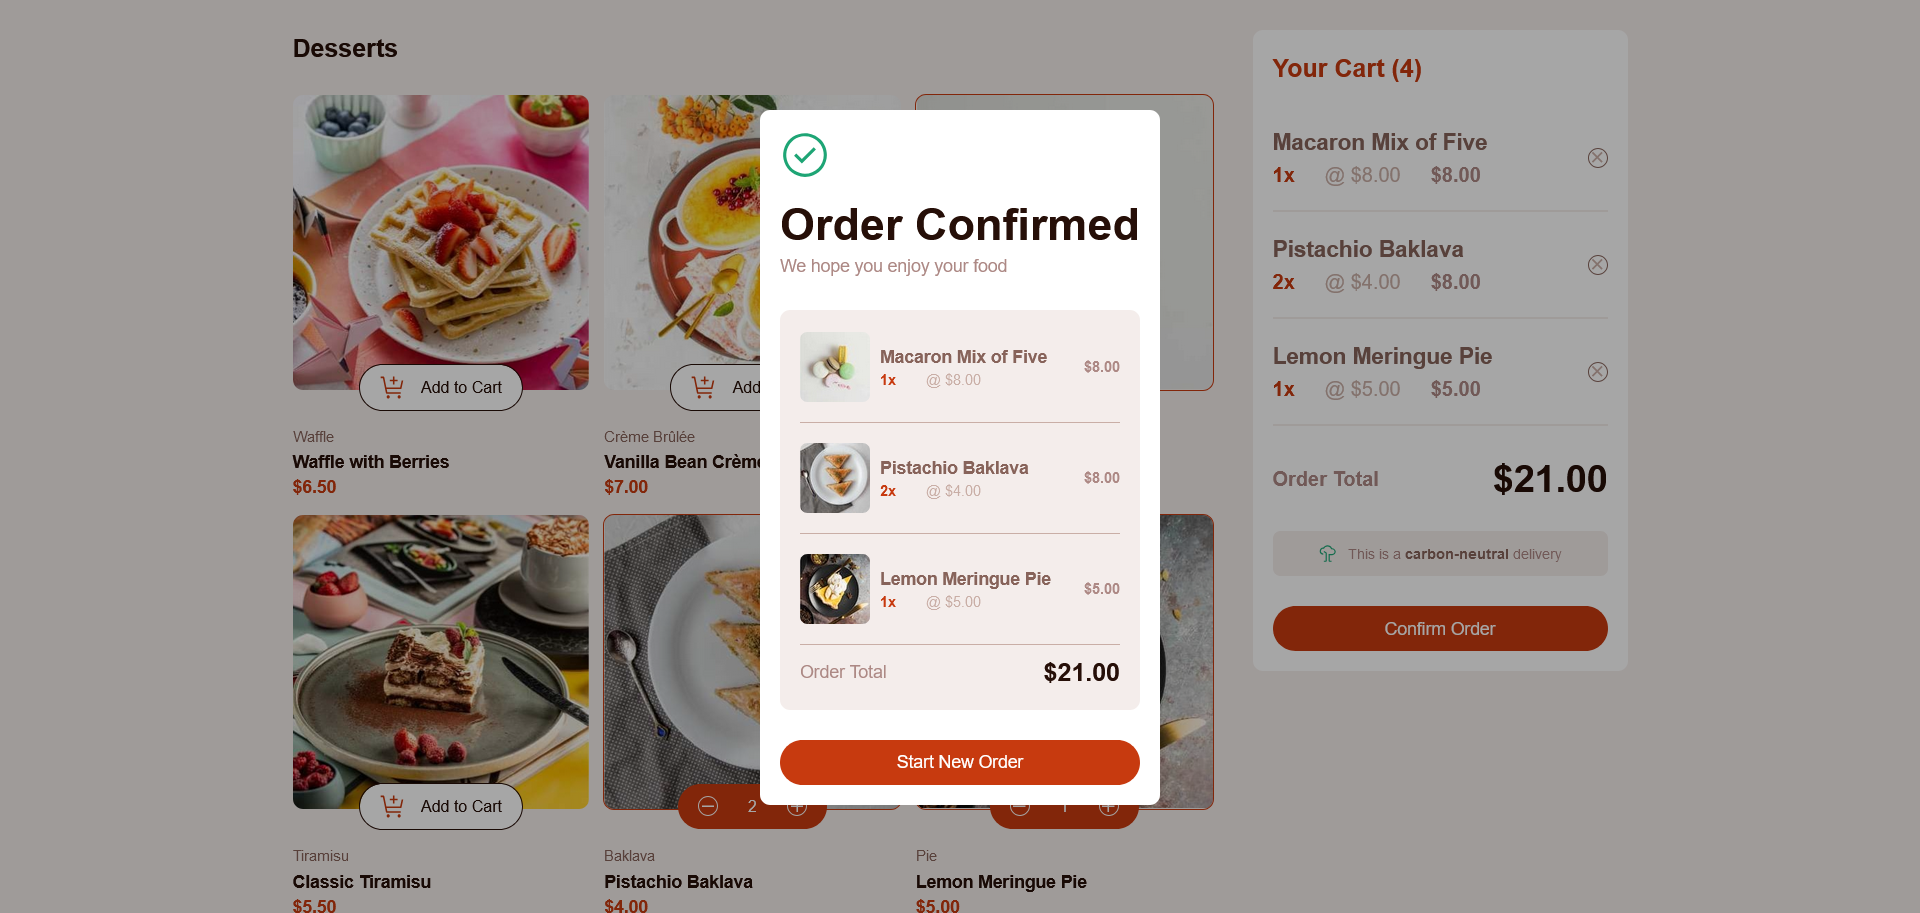 Desserts
Add to Cart
Waffle
Waffle with Berries
$6.50
Add
Crème Brûlée
Vanilla Bean Crème
$7.00
Add to Cart
Tiramisu
Classic Tiramisu
$5.50
2
Baklava
Pistachio Baklava
$4.00
1
Pie
Lemon Meringue Pie
$5.00
Order Confirmed
We hope you enjoy your food
Macaron Mix of Five
1x @ $8.00 $8.00
Pistachio Baklava
2x @ $4.00 $8.00
Lemon Meringue Pie
1x @ $5.00 $5.00
Order Total $21.00
Start New Order
Your Cart (4)
Macaron Mix of Five
1x @ $8.00 $8.00
Pistachio Baklava
2x @ $4.00 $8.00
Lemon Meringue Pie
1x @ $5.00 $5.00
Order Total $21.00
This is a carbon-neutral delivery
Confirm Order